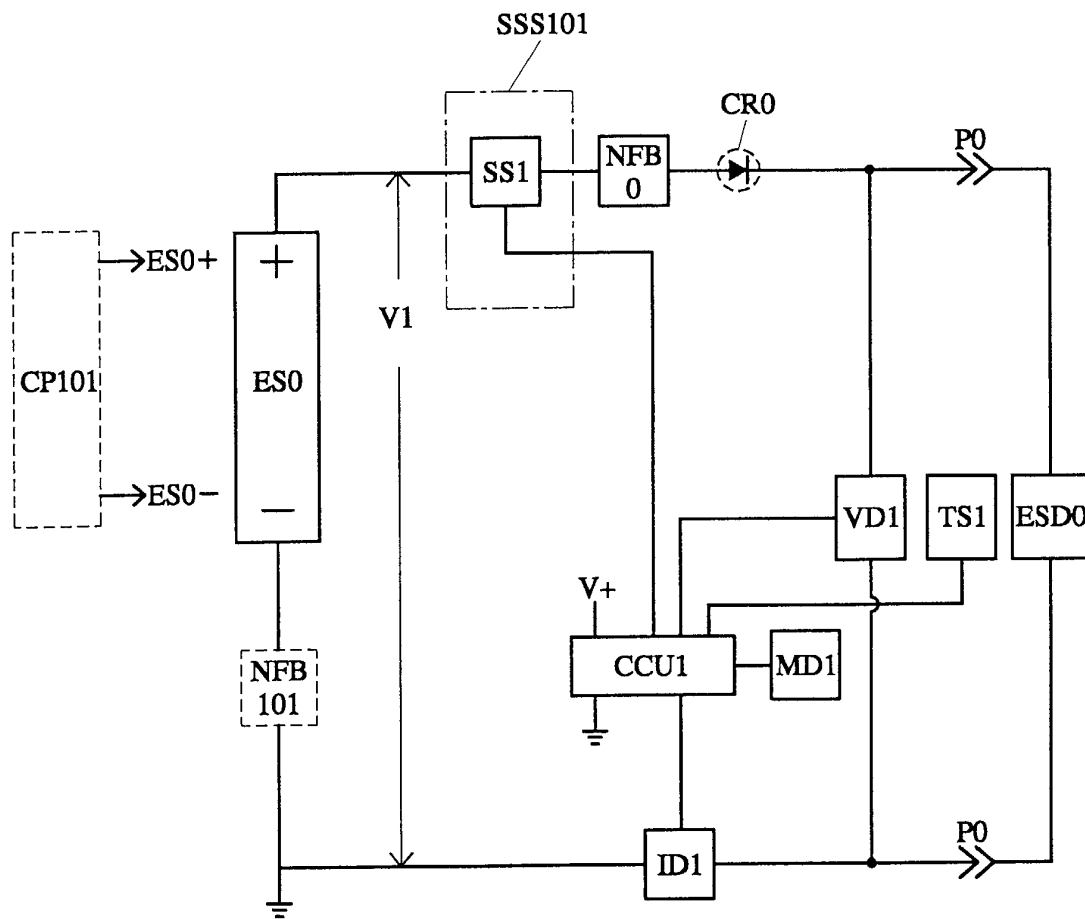 SSS101
CR0
P0
SS1
NFB
0
ES0+
+
V1
CP101
ES0
ES0−
−
VD1
TS1
ESD0
V+
CCU1
MD1
NFB
101
P0
ID1